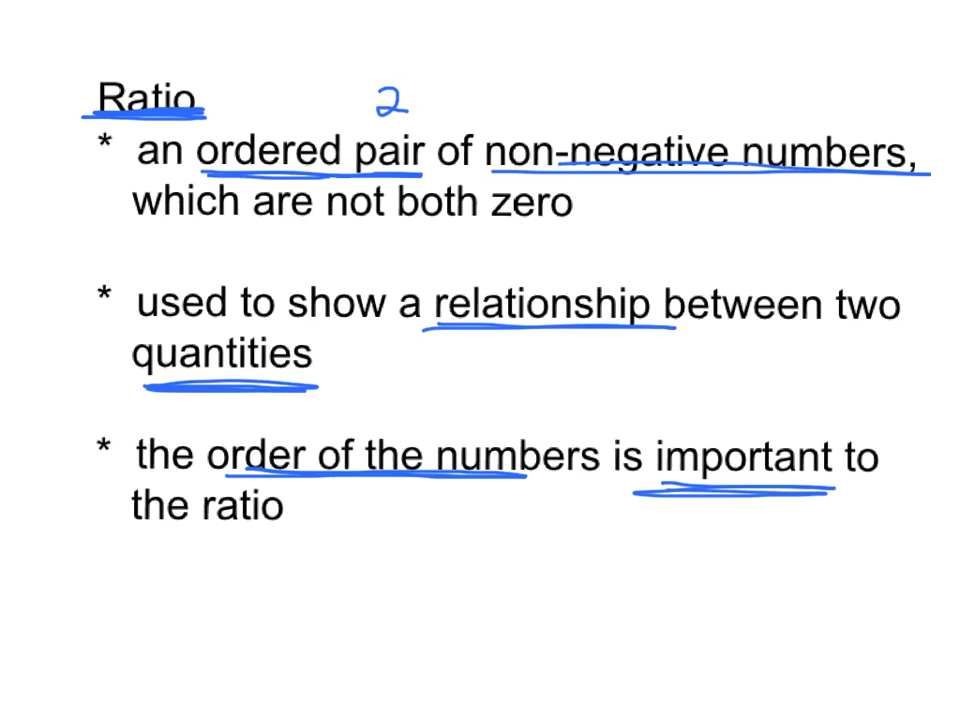 Ratio
2
* an ordered pair of non-negative numbers,
which are not both zero
* used to show a relationship between two
quantities
* the order of the numbers is important to
the ratio